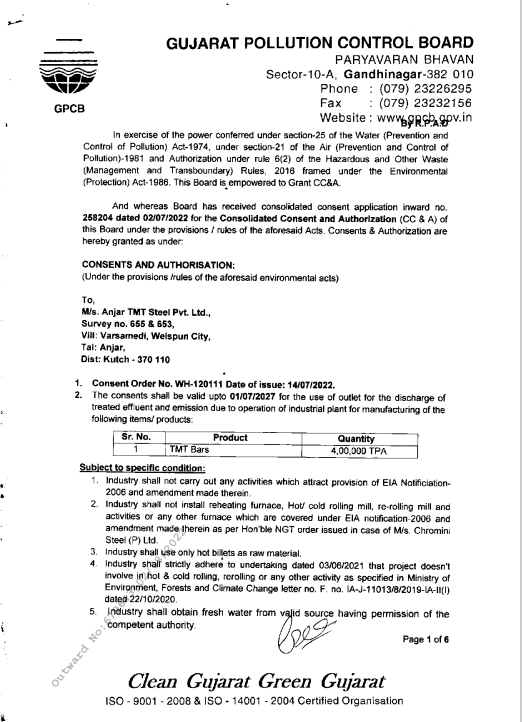 GUJARAT POLLUTION CONTROL BOARD
PARYAVARAN BHAVAN
Sector-10-A, Gandhinagar-382 010
Phone : (079) 23226295
Fax : (079) 23232156
Website : www.gpcb.gov.in
By R.P.A.D
GPCB
In exercise of the power conferred under section-25 of the Water (Prevention and
Control of Pollution) Act-1974, under section-21 of the Air (Prevention and Control of
Pollution)-1981 and Authorization under rule 6(2) of the Hazardous and Other Waste
(Management and Transboundary) Rules, 2016 framed under the Environmental
(Protection) Act-1986. This Board is empowered to Grant CC&A.
And whereas Board has received consolidated consent application inward no.
258204 dated 02/07/2022 for the Consolidated Consent and Authorization (CC & A) of
this Board under the provisions / rules of the aforesaid Acts. Consents & Authorization are
hereby granted as under:
CONSENTS AND AUTHORISATION:
(Under the provisions /rules of the aforesaid environmental acts)
To,
M/s. Anjar TMT Steel Pvt. Ltd.,
Survey no. 655 & 653,
Vill: Varsamedi, Welspun City,
Tal: Anjar,
Dist: Kutch - 370 110
1. Consent Order No. WH-120111 Date of issue: 14/07/2022.
2. The consents shall be valid upto 01/07/2027 for the use of outlet for the discharge of
treated effluent and emission due to operation of industrial plant for manufacturing of the
following items/ products:
Sr. No. Product Quantity
1 TMT Bars 4,00,000 TPA
Subject to specific condition:
1. Industry shall not carry out any activities which attract provision of EIA Notificiation-
2006 and amendment made therein.
2. Industry shall not install reheating furnace, Hot/ cold rolling mill, re-rolling mill and
activities or any other furnace which are covered under EIA notification-2006 and
amendment made therein as per Hon'ble NGT order issued in case of M/s. Chromini
Steel (P) Ltd.
3. Industry shall use only hot billets as raw material.
4. Industry shall strictly adhere to undertaking dated 03/06/2021 that project doesn't
involve in hot & cold rolling, rerolling or any other activity as specified in Ministry of
Environment, Forests and Climate Change letter no. F. no. IA-J-11013/8/2019-IA-II(I)
dated 22/10/2020.
5. Industry shall obtain fresh water from valid source having permission of the
competent authority.
Page 1 of 6
Outward No:
Clean Gujarat Green Gujarat
ISO - 9001 - 2008 & ISO - 14001 - 2004 Certified Organisation